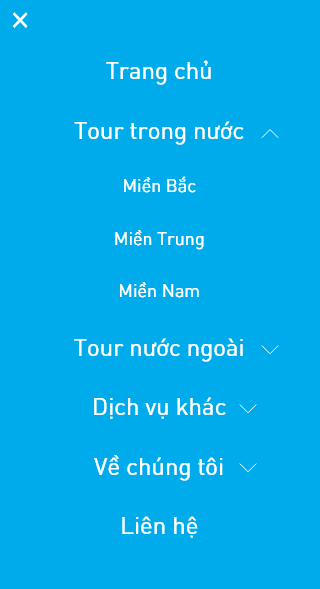 Trang chủ
Tour trong nước
Miền Bắc
Miền Trung
Miền Nam
Tour nước ngoài
Dịch vụ khác
Về chúng tôi
Liên hệ